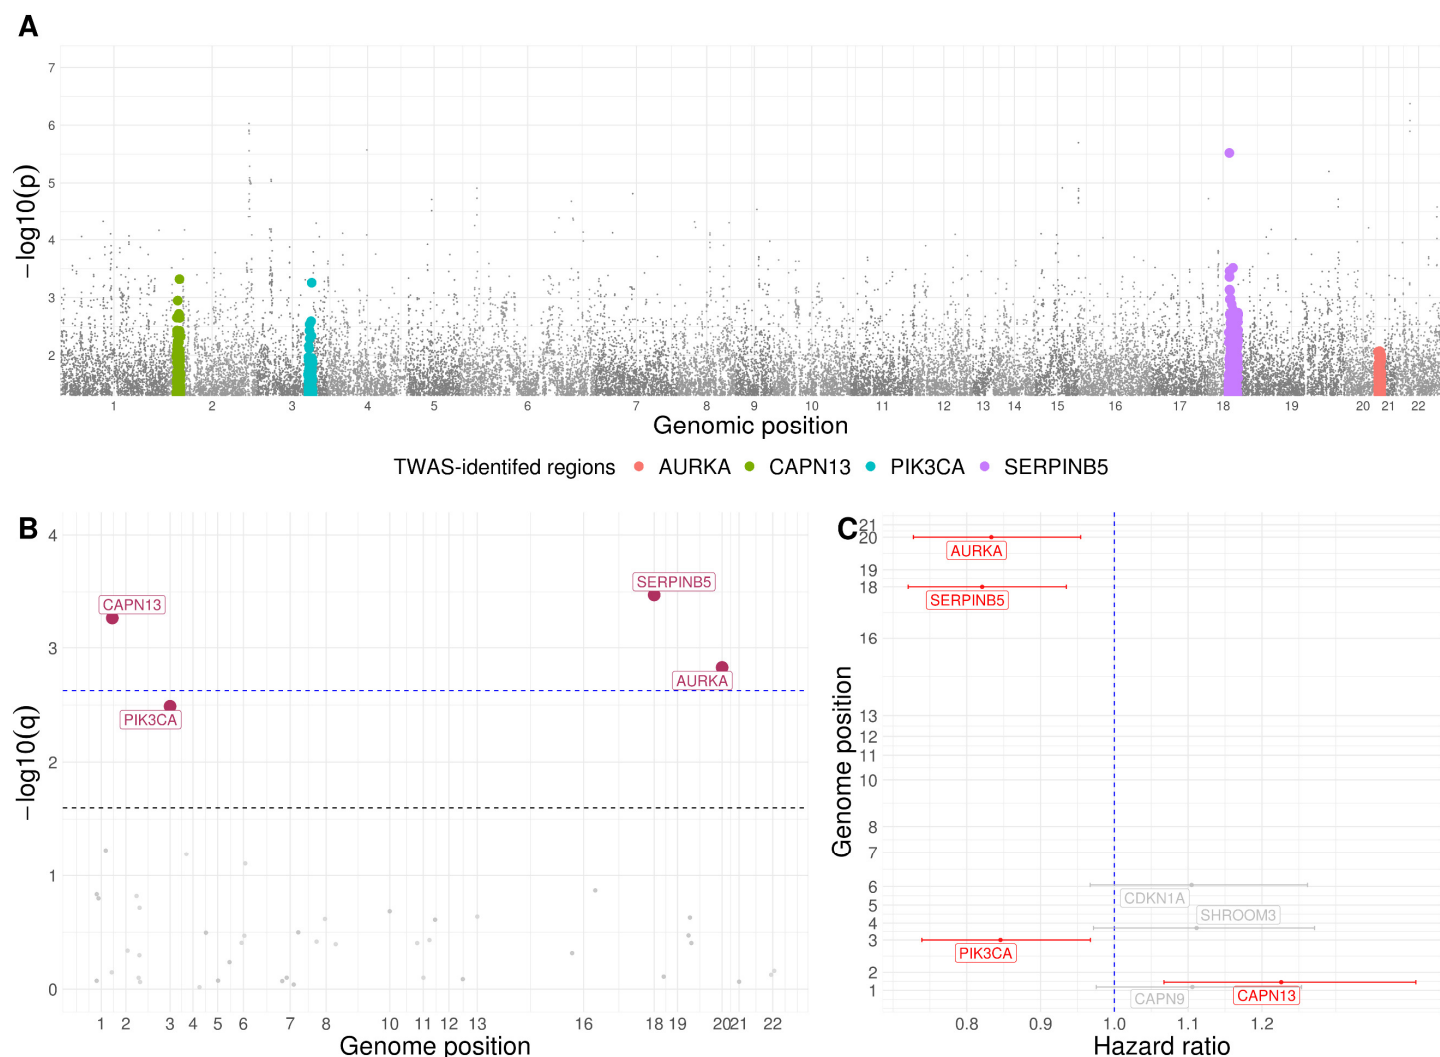 A
7
6
5
4
3
2
−log10(p)
1 2 3 4 5 6 7 8 9 10 11 12 13 14 15 16 17 18 19 20 21 22
Genomic position
TWAS-identifed regions AURKA CAPN13 PIK3CA SERPINB5
B
4
3
2
1
0
−log10(q)
CAPN13
SERPINB5
AURKA
PIK3CA
1 2 3 4 5 6 7 8 10 11 12 13 16 18 19 20 21 22
Genome position
C
21
20
19
18
16
13
12
11
10
8
7
6
5
4
3
2
1
Genome position
AURKA
SERPINB5
CDKN1A
SHROOM3
PIK3CA
CAPN9
CAPN13
0.8 0.9 1.0 1.1 1.2
Hazard ratio